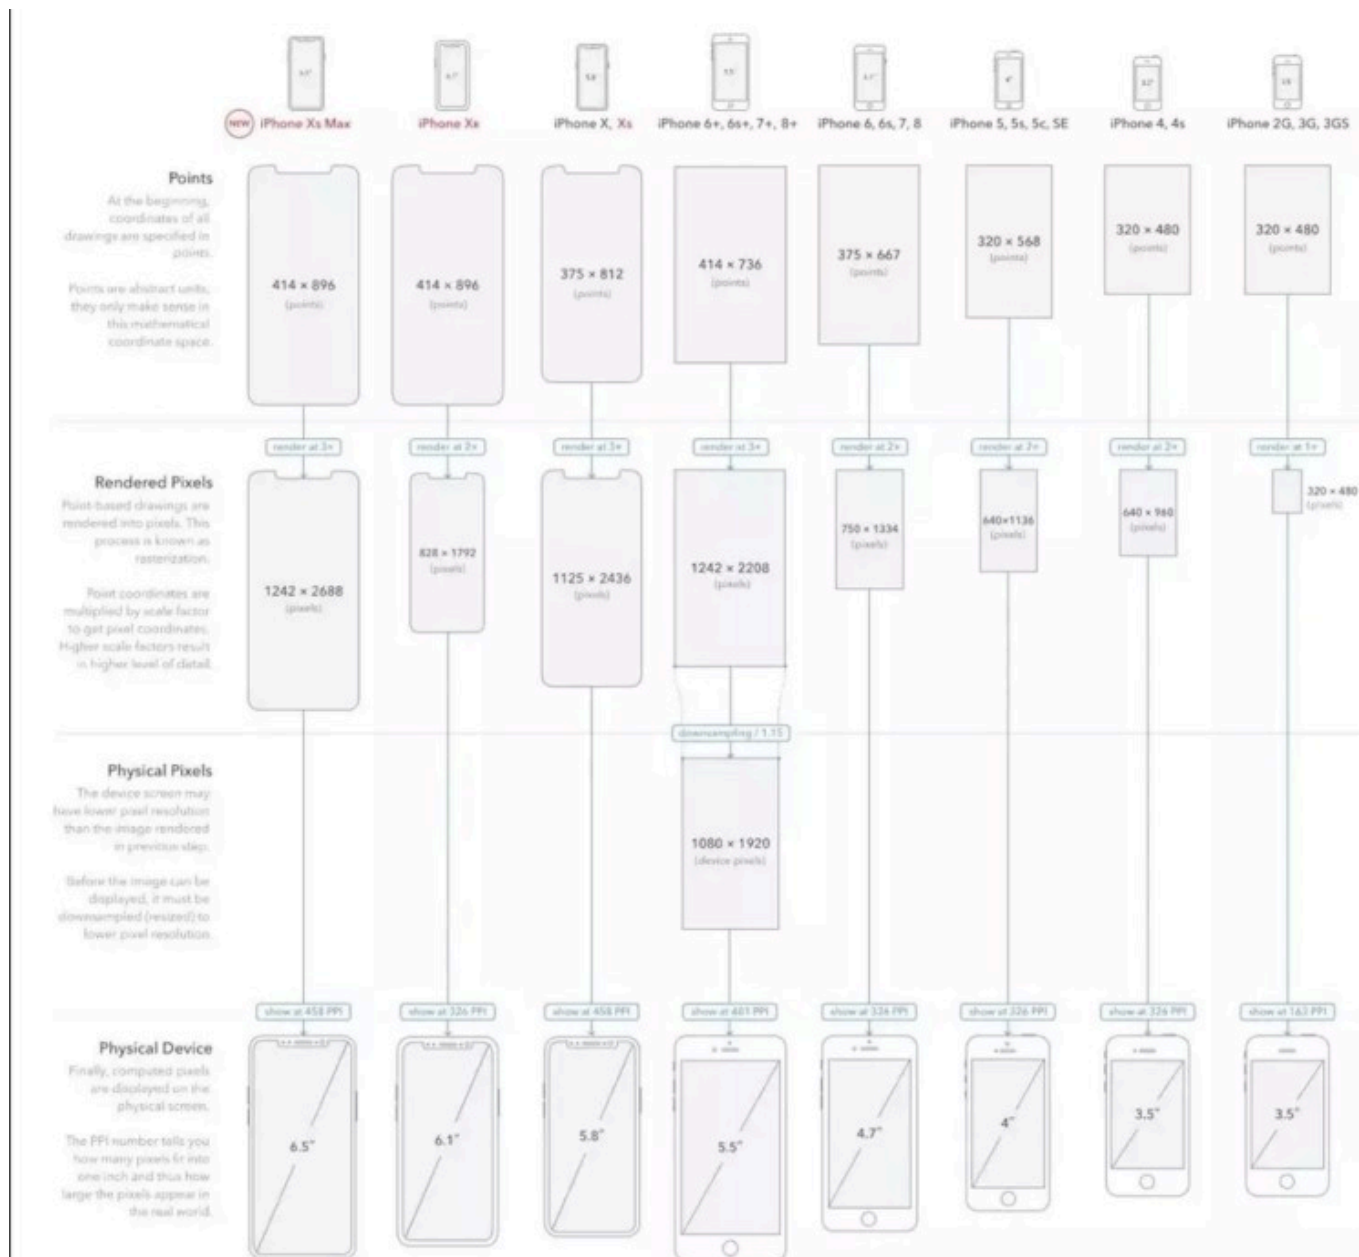 NEW iPhone Xs Max
iPhone XR
iPhone X, Xs
iPhone 6+, 6s+, 7+, 8+
iPhone 6, 6s, 7, 8
iPhone 5, 5s, 5c, SE
iPhone 4, 4s
iPhone 2G, 3G, 3GS
Points
At the beginning,
coordinates of all
drawings are specified in
points.
Points are abstract units,
they only make sense in
this mathematical
coordinate space.
414 × 896
(points)
414 × 896
(points)
375 × 812
(points)
414 × 736
(points)
375 × 667
(points)
320 × 568
(points)
320 × 480
(points)
320 × 480
(points)
render at 3×
render at 2×
render at 3×
render at 3×
render at 2×
render at 2×
render at 2×
render at 1×
Rendered Pixels
Point-based drawings are
rendered into pixels. This
process is known as
rasterization.
Point coordinates are
multiplied by scale factor
to get pixel coordinates.
Higher scale factors result
in higher level of detail.
1242 × 2688
(pixels)
828 × 1792
(pixels)
1125 × 2436
(pixels)
1242 × 2208
(pixels)
750 × 1334
(pixels)
640×1136
(pixels)
640 × 960
(pixels)
320 × 480
(pixels)
downsampling / 1.15
Physical Pixels
The device screen may
have lower pixel resolution
than the image rendered
in previous step.
Before the image can be
displayed, it must be
downsampled (resized) to
lower pixel resolution.
1080 × 1920
(device pixels)
show at 458 PPI
show at 326 PPI
show at 458 PPI
show at 401 PPI
show at 326 PPI
show at 326 PPI
show at 326 PPI
show at 163 PPI
Physical Device
Finally, computed pixels
are displayed on the
physical screen.
The PPI number tells you
how many pixels fit into
one inch and thus how
large the pixels appear in
the real world.
6.5"
6.1"
5.8"
5.5"
4.7"
4"
3.5"
3.5"